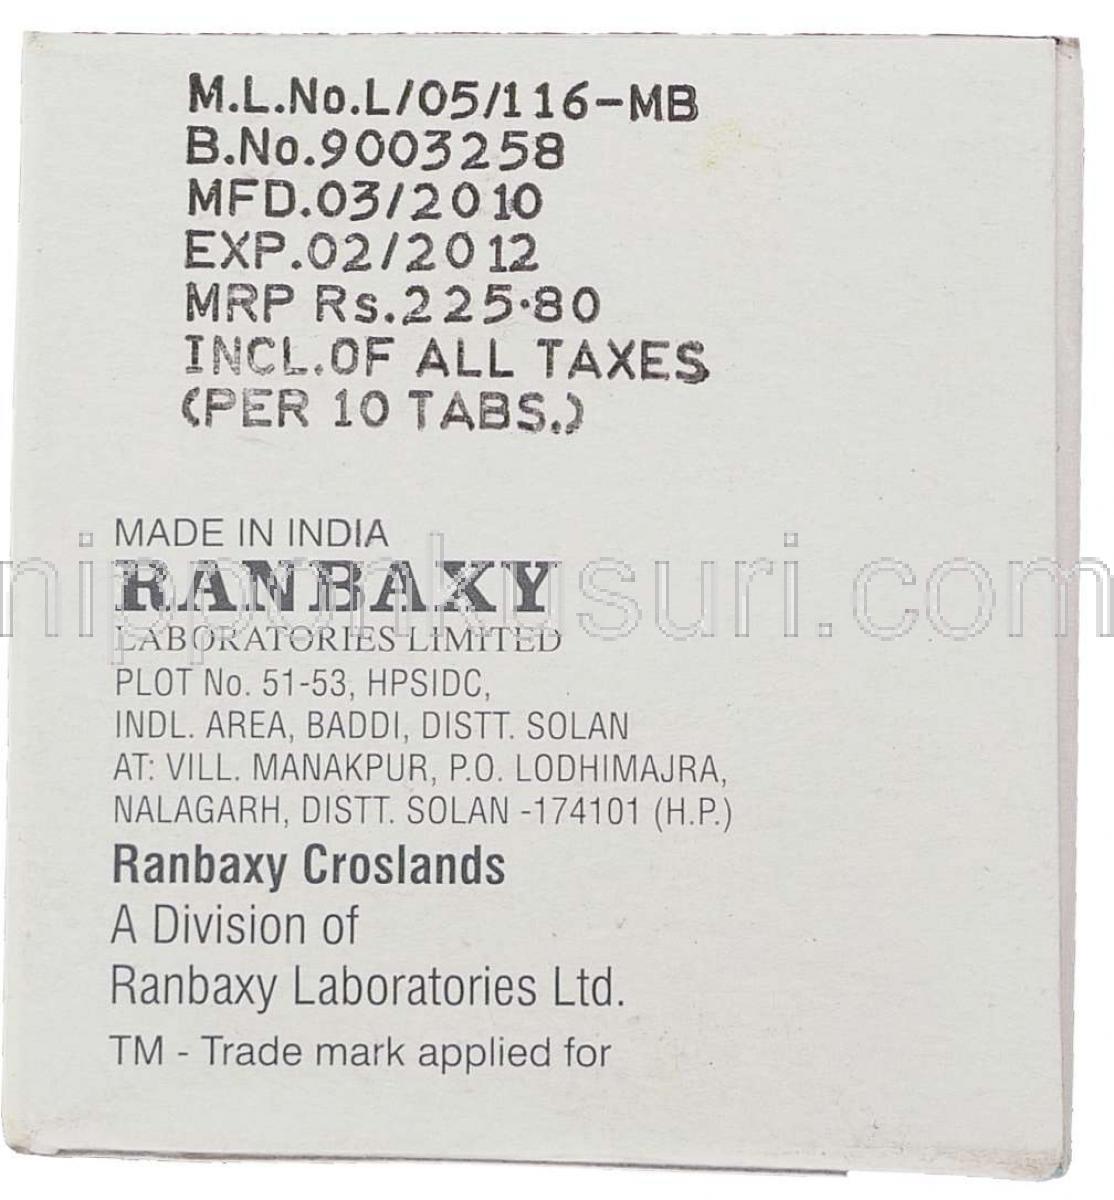 M.L.No.L/05/116-MB
B.No.9003258
MFD.03/2010
EXP.02/2012
MRP Rs.225.80
INCL.OF ALL TAXES
(PER 10 TABS.)
MADE IN INDIA
RANBAXY
LABORATORIES LIMITED
PLOT No. 51-53, HPSIDC,
INDL. AREA, BADDI, DISTT. SOLAN
AT: VILL. MANAKPUR, P.O. LODHIMAJRA,
NALAGARH, DISTT. SOLAN -174101 (H.P.)
Ranbaxy Croslands
A Division of
Ranbaxy Laboratories Ltd.
TM - Trade mark applied for
nipponkusuri.com